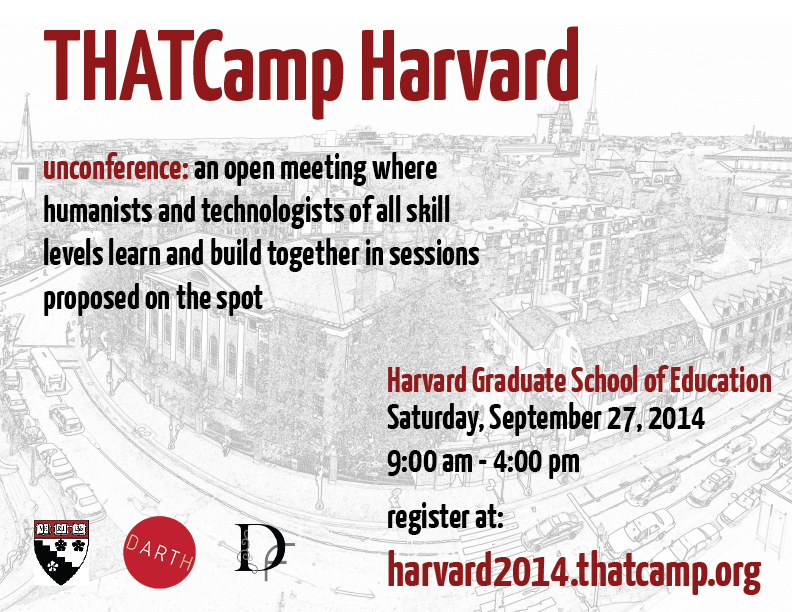 THATCamp Harvard
unconference: an open meeting where
humanists and technologists of all skill
levels learn and build together in sessions
proposed on the spot
Harvard Graduate School of Education
Saturday, September 27, 2014
9:00 am - 4:00 pm
register at:
harvard2014.thatcamp.org
DARTH